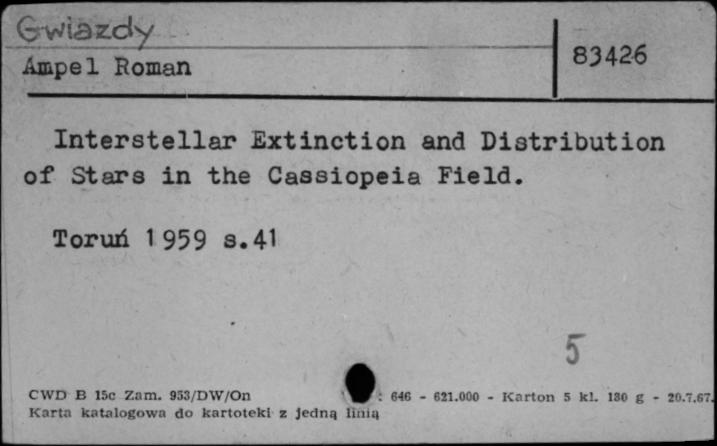 Gwiazdy
83426
Ampel Roman
Interstellar Extinction and Distribution
of Stars in the Cassiopeia Field.
Toruń 1959 s.41
5
CWD B 15c Zam. 953/DW/On : 646 - 621.000 - Karton 5 kl. 180 g - 20.7.67.
Karta katalogowa do kartoteki z jedną linią